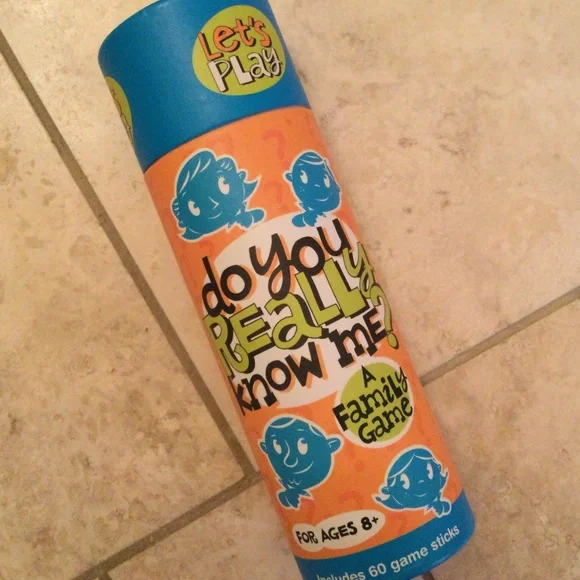 Let's
PLay
do you
REALLy
know me?
A
Family
Game
FOR AGES 8+
Includes 60 game sticks